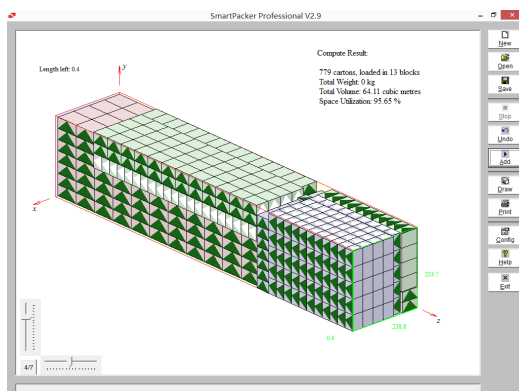 SmartPacker Professional V2.9
Length left: 0.4
y
Compute Result:
779 cartons, loaded in 13 blocks
Total Weight: 0 kg
Total Volume: 64.11 cubic metres
Space Utilization: 95.65 %
x
z
233.7
238.8
0.4
4/7
New
Open
Save
Stop
Undo
Add
Draw
Print
Config
Help
Exit